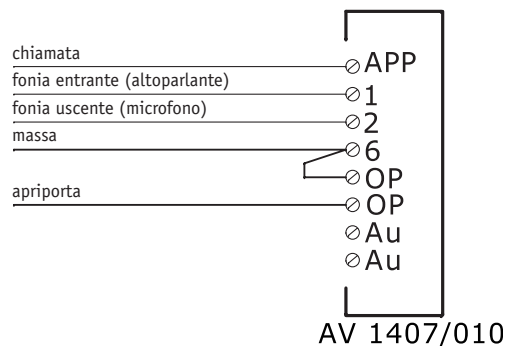 chiamata
APP
fonia entrante (altoparlante)
1
fonia uscente (microfono)
2
massa
6
OP
apriporta
OP
Au
Au
AV 1407/010